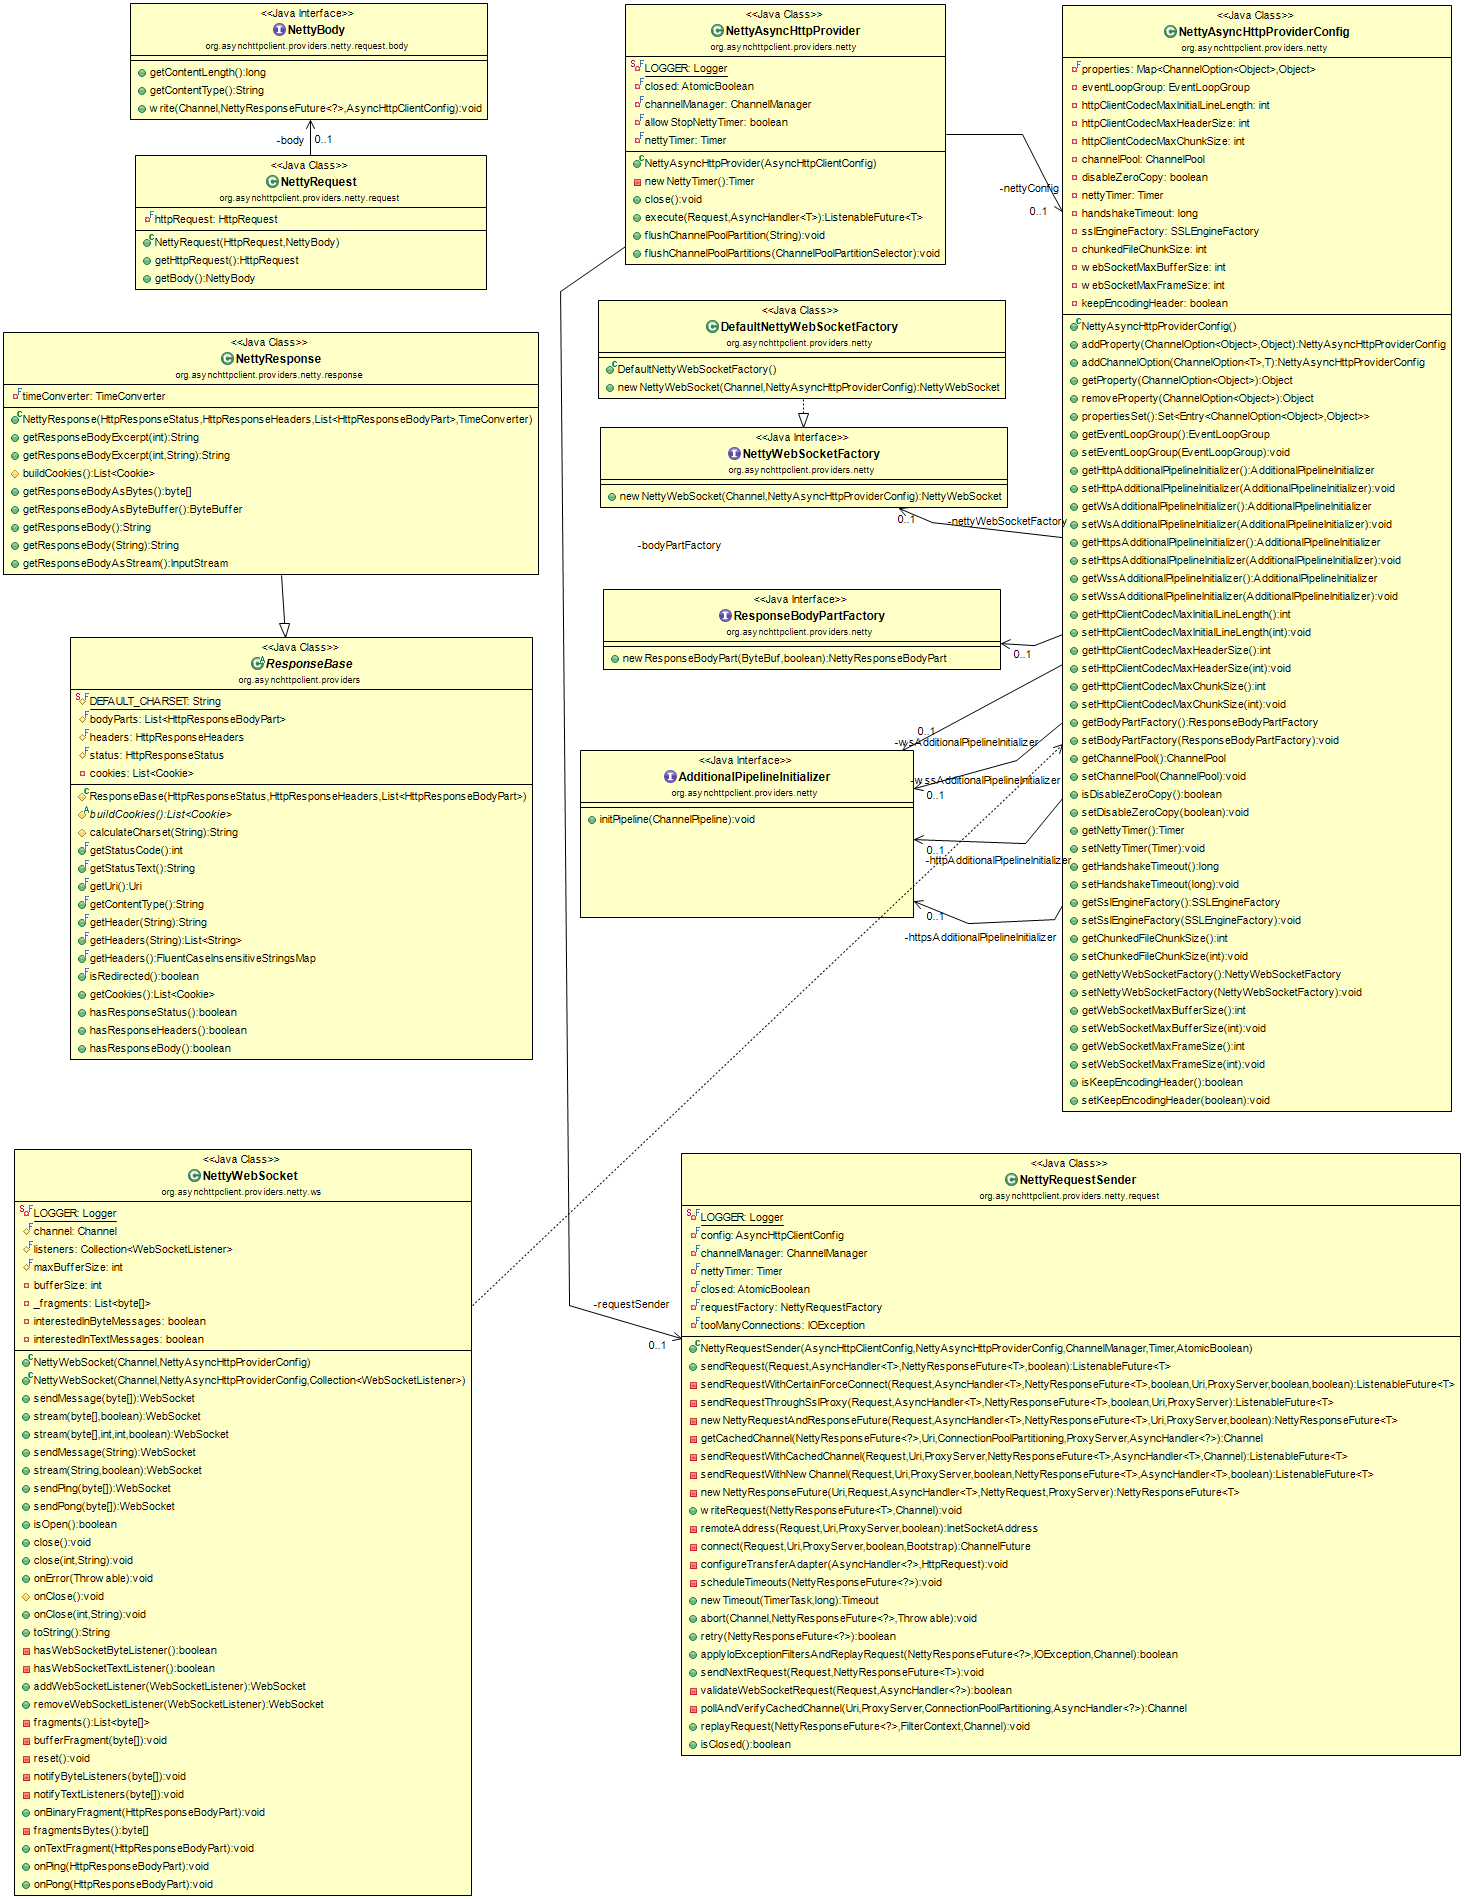 <<Java Interface>>
NettyBody
org.asynchttpclient.providers.netty.request.body
getContentLength():long
getContentType():String
write(Channel,NettyResponseFuture<?>,AsyncHttpClientConfig):void
-body
0..1
<<Java Class>>
NettyRequest
org.asynchttpclient.providers.netty.request
httpRequest: HttpRequest
NettyRequest(HttpRequest,NettyBody)
getHttpRequest():HttpRequest
getBody():NettyBody
<<Java Class>>
NettyResponse
org.asynchttpclient.providers.netty.response
timeConverter: TimeConverter
NettyResponse(HttpResponseStatus,HttpResponseHeaders,List<HttpResponseBodyPart>,TimeConverter)
getResponseBodyExcerpt(int):String
getResponseBodyExcerpt(int,String):String
buildCookies():List<Cookie>
getResponseBodyAsBytes():byte[]
getResponseBodyAsByteBuffer():ByteBuffer
getResponseBody():String
getResponseBody(String):String
getResponseBodyAsStream():InputStream
<<Java Class>>
ResponseBase
org.asynchttpclient.providers
DEFAULT_CHARSET: String
bodyParts: List<HttpResponseBodyPart>
headers: HttpResponseHeaders
status: HttpResponseStatus
cookies: List<Cookie>
ResponseBase(HttpResponseStatus,HttpResponseHeaders,List<HttpResponseBodyPart>)
buildCookies():List<Cookie>
calculateCharset(String):String
getStatusCode():int
getStatusText():String
getUri():Uri
getContentType():String
getHeader(String):String
getHeaders(String):List<String>
getHeaders():FluentCaseInsensitiveStringsMap
isRedirected():boolean
getCookies():List<Cookie>
hasResponseStatus():boolean
hasResponseHeaders():boolean
hasResponseBody():boolean
<<Java Class>>
NettyWebSocket
org.asynchttpclient.providers.netty.ws
LOGGER: Logger
channel: Channel
listeners: Collection<WebSocketListener>
maxBufferSize: int
bufferSize: int
_fragments: List<byte[]>
interestedInByteMessages: boolean
interestedInTextMessages: boolean
NettyWebSocket(Channel,NettyAsyncHttpProviderConfig)
NettyWebSocket(Channel,NettyAsyncHttpProviderConfig,Collection<WebSocketListener>)
sendMessage(byte[]):WebSocket
stream(byte[],boolean):WebSocket
stream(byte[],int,int,boolean):WebSocket
sendMessage(String):WebSocket
stream(String,boolean):WebSocket
sendPing(byte[]):WebSocket
sendPong(byte[]):WebSocket
isOpen():boolean
close():void
close(int,String):void
onError(Throwable):void
onClose():void
onClose(int,String):void
toString():String
hasWebSocketByteListener():boolean
hasWebSocketTextListener():boolean
addWebSocketListener(WebSocketListener):WebSocket
removeWebSocketListener(WebSocketListener):WebSocket
fragments():List<byte[]>
bufferFragment(byte[]):void
reset():void
notifyByteListeners(byte[]):void
notifyTextListeners(byte[]):void
onBinaryFragment(HttpResponseBodyPart):void
fragmentsBytes():byte[]
onTextFragment(HttpResponseBodyPart):void
onPing(HttpResponseBodyPart):void
onPong(HttpResponseBodyPart):void
<<Java Class>>
NettyAsyncHttpProvider
org.asynchttpclient.providers.netty
LOGGER: Logger
closed: AtomicBoolean
channelManager: ChannelManager
allowStopNettyTimer: boolean
nettyTimer: Timer
NettyAsyncHttpProvider(AsyncHttpClientConfig)
newNettyTimer():Timer
close():void
execute(Request,AsyncHandler<T>):ListenableFuture<T>
flushChannelPoolPartition(String):void
flushChannelPoolPartitions(ChannelPoolPartitionSelector):void
-nettyConfig
0..1
<<Java Class>>
DefaultNettyWebSocketFactory
org.asynchttpclient.providers.netty
DefaultNettyWebSocketFactory()
newNettyWebSocket(Channel,NettyAsyncHttpProviderConfig):NettyWebSocket
<<Java Interface>>
NettyWebSocketFactory
org.asynchttpclient.providers.netty
newNettyWebSocket(Channel,NettyAsyncHttpProviderConfig):NettyWebSocket
0..1
-nettyWebSocketFactory
-bodyPartFactory
<<Java Interface>>
ResponseBodyPartFactory
org.asynchttpclient.providers.netty
newResponseBodyPart(ByteBuf,boolean):NettyResponseBodyPart
0..1
0..1
-wsAdditionalPipelineInitializer
<<Java Interface>>
AdditionalPipelineInitializer
org.asynchttpclient.providers.netty
initPipeline(ChannelPipeline):void
-wssAdditionalPipelineInitializer
0..1
0..1
-httpAdditionalPipelineInitializer
0..1
-httpsAdditionalPipelineInitializer
<<Java Class>>
NettyAsyncHttpProviderConfig
org.asynchttpclient.providers.netty
properties: Map<ChannelOption<Object>,Object>
eventLoopGroup: EventLoopGroup
httpClientCodecMaxInitialLineLength: int
httpClientCodecMaxHeaderSize: int
httpClientCodecMaxChunkSize: int
channelPool: ChannelPool
disableZeroCopy: boolean
nettyTimer: Timer
handshakeTimeout: long
sslEngineFactory: SSLEngineFactory
chunkedFileChunkSize: int
webSocketMaxBufferSize: int
webSocketMaxFrameSize: int
keepEncodingHeader: boolean
NettyAsyncHttpProviderConfig()
addProperty(ChannelOption<Object>,Object):NettyAsyncHttpProviderConfig
addChannelOption(ChannelOption<T>,T):NettyAsyncHttpProviderConfig
getProperty(ChannelOption<Object>):Object
removeProperty(ChannelOption<Object>):Object
propertiesSet():Set<Entry<ChannelOption<Object>,Object>>
getEventLoopGroup():EventLoopGroup
setEventLoopGroup(EventLoopGroup):void
getHttpAdditionalPipelineInitializer():AdditionalPipelineInitializer
setHttpAdditionalPipelineInitializer(AdditionalPipelineInitializer):void
getWsAdditionalPipelineInitializer():AdditionalPipelineInitializer
setWsAdditionalPipelineInitializer(AdditionalPipelineInitializer):void
getHttpsAdditionalPipelineInitializer():AdditionalPipelineInitializer
setHttpsAdditionalPipelineInitializer(AdditionalPipelineInitializer):void
getWssAdditionalPipelineInitializer():AdditionalPipelineInitializer
setWssAdditionalPipelineInitializer(AdditionalPipelineInitializer):void
getHttpClientCodecMaxInitialLineLength():int
setHttpClientCodecMaxInitialLineLength(int):void
getHttpClientCodecMaxHeaderSize():int
setHttpClientCodecMaxHeaderSize(int):void
getHttpClientCodecMaxChunkSize():int
setHttpClientCodecMaxChunkSize(int):void
getBodyPartFactory():ResponseBodyPartFactory
setBodyPartFactory(ResponseBodyPartFactory):void
getChannelPool():ChannelPool
setChannelPool(ChannelPool):void
isDisableZeroCopy():boolean
setDisableZeroCopy(boolean):void
getNettyTimer():Timer
setNettyTimer(Timer):void
getHandshakeTimeout():long
setHandshakeTimeout(long):void
getSslEngineFactory():SSLEngineFactory
setSslEngineFactory(SSLEngineFactory):void
getChunkedFileChunkSize():int
setChunkedFileChunkSize(int):void
getNettyWebSocketFactory():NettyWebSocketFactory
setNettyWebSocketFactory(NettyWebSocketFactory):void
getWebSocketMaxBufferSize():int
setWebSocketMaxBufferSize(int):void
getWebSocketMaxFrameSize():int
setWebSocketMaxFrameSize(int):void
isKeepEncodingHeader():boolean
setKeepEncodingHeader(boolean):void
-requestSender
0..1
<<Java Class>>
NettyRequestSender
org.asynchttpclient.providers.netty.request
LOGGER: Logger
config: AsyncHttpClientConfig
channelManager: ChannelManager
nettyTimer: Timer
closed: AtomicBoolean
requestFactory: NettyRequestFactory
tooManyConnections: IOException
NettyRequestSender(AsyncHttpClientConfig,NettyAsyncHttpProviderConfig,ChannelManager,Timer,AtomicBoolean)
sendRequest(Request,AsyncHandler<T>,NettyResponseFuture<T>,boolean):ListenableFuture<T>
sendRequestWithCertainForceConnect(Request,AsyncHandler<T>,NettyResponseFuture<T>,boolean,Uri,ProxyServer,boolean,boolean):ListenableFuture<T>
sendRequestThroughSslProxy(Request,AsyncHandler<T>,NettyResponseFuture<T>,boolean,Uri,ProxyServer):ListenableFuture<T>
newNettyRequestAndResponseFuture(Request,AsyncHandler<T>,NettyResponseFuture<T>,Uri,ProxyServer,boolean):NettyResponseFuture<T>
getCachedChannel(NettyResponseFuture<?>,Uri,ConnectionPoolPartitioning,ProxyServer,AsyncHandler<?>):Channel
sendRequestWithCachedChannel(Request,Uri,ProxyServer,NettyResponseFuture<T>,AsyncHandler<T>,Channel):ListenableFuture<T>
sendRequestWithNewChannel(Request,Uri,ProxyServer,boolean,NettyResponseFuture<T>,AsyncHandler<T>,boolean):ListenableFuture<T>
newNettyResponseFuture(Uri,Request,AsyncHandler<T>,NettyRequest,ProxyServer):NettyResponseFuture<T>
writeRequest(NettyResponseFuture<T>,Channel):void
remoteAddress(Request,Uri,ProxyServer,boolean):InetSocketAddress
connect(Request,Uri,ProxyServer,boolean,Bootstrap):ChannelFuture
configureTransferAdapter(AsyncHandler<?>,HttpRequest):void
scheduleTimeouts(NettyResponseFuture<?>):void
newTimeout(TimerTask,long):Timeout
abort(Channel,NettyResponseFuture<?>,Throwable):void
retry(NettyResponseFuture<?>):boolean
applyIoExceptionFiltersAndReplayRequest(NettyResponseFuture<?>,IOException,Channel):boolean
sendNextRequest(Request,NettyResponseFuture<T>):void
validateWebSocketRequest(Request,AsyncHandler<?>):boolean
pollAndVerifyCachedChannel(Uri,ProxyServer,ConnectionPoolPartitioning,AsyncHandler<?>):Channel
replayRequest(NettyResponseFuture<?>,FilterContext,Channel):void
isClosed():boolean